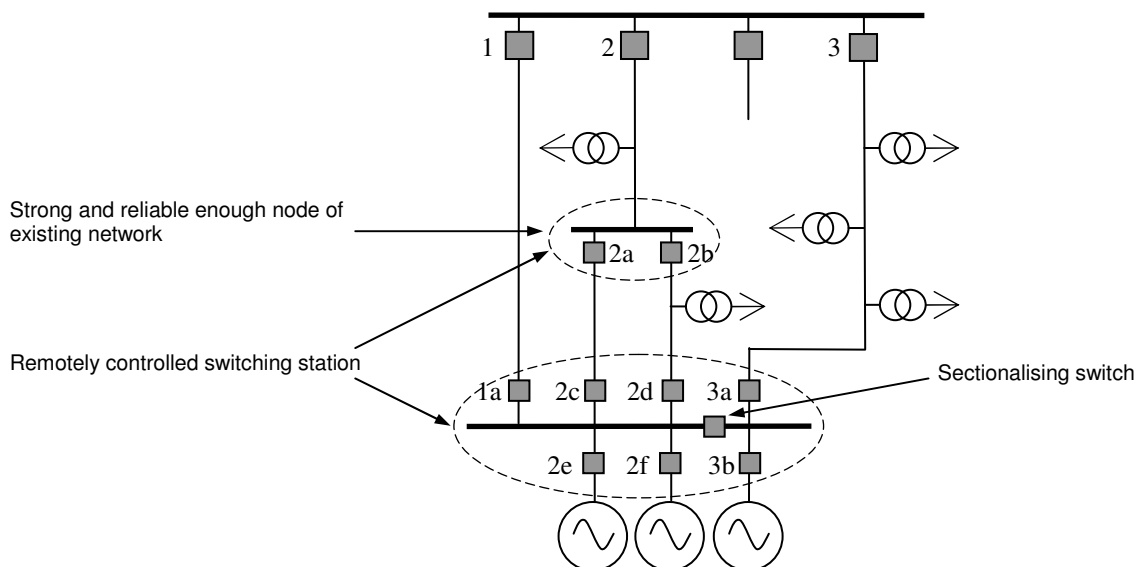 1
2
3
Strong and reliable enough node of
existing network
2a
2b
Remotely controlled switching station
Sectionalising switch
1a
2c
2d
3a
2e
2f
3b